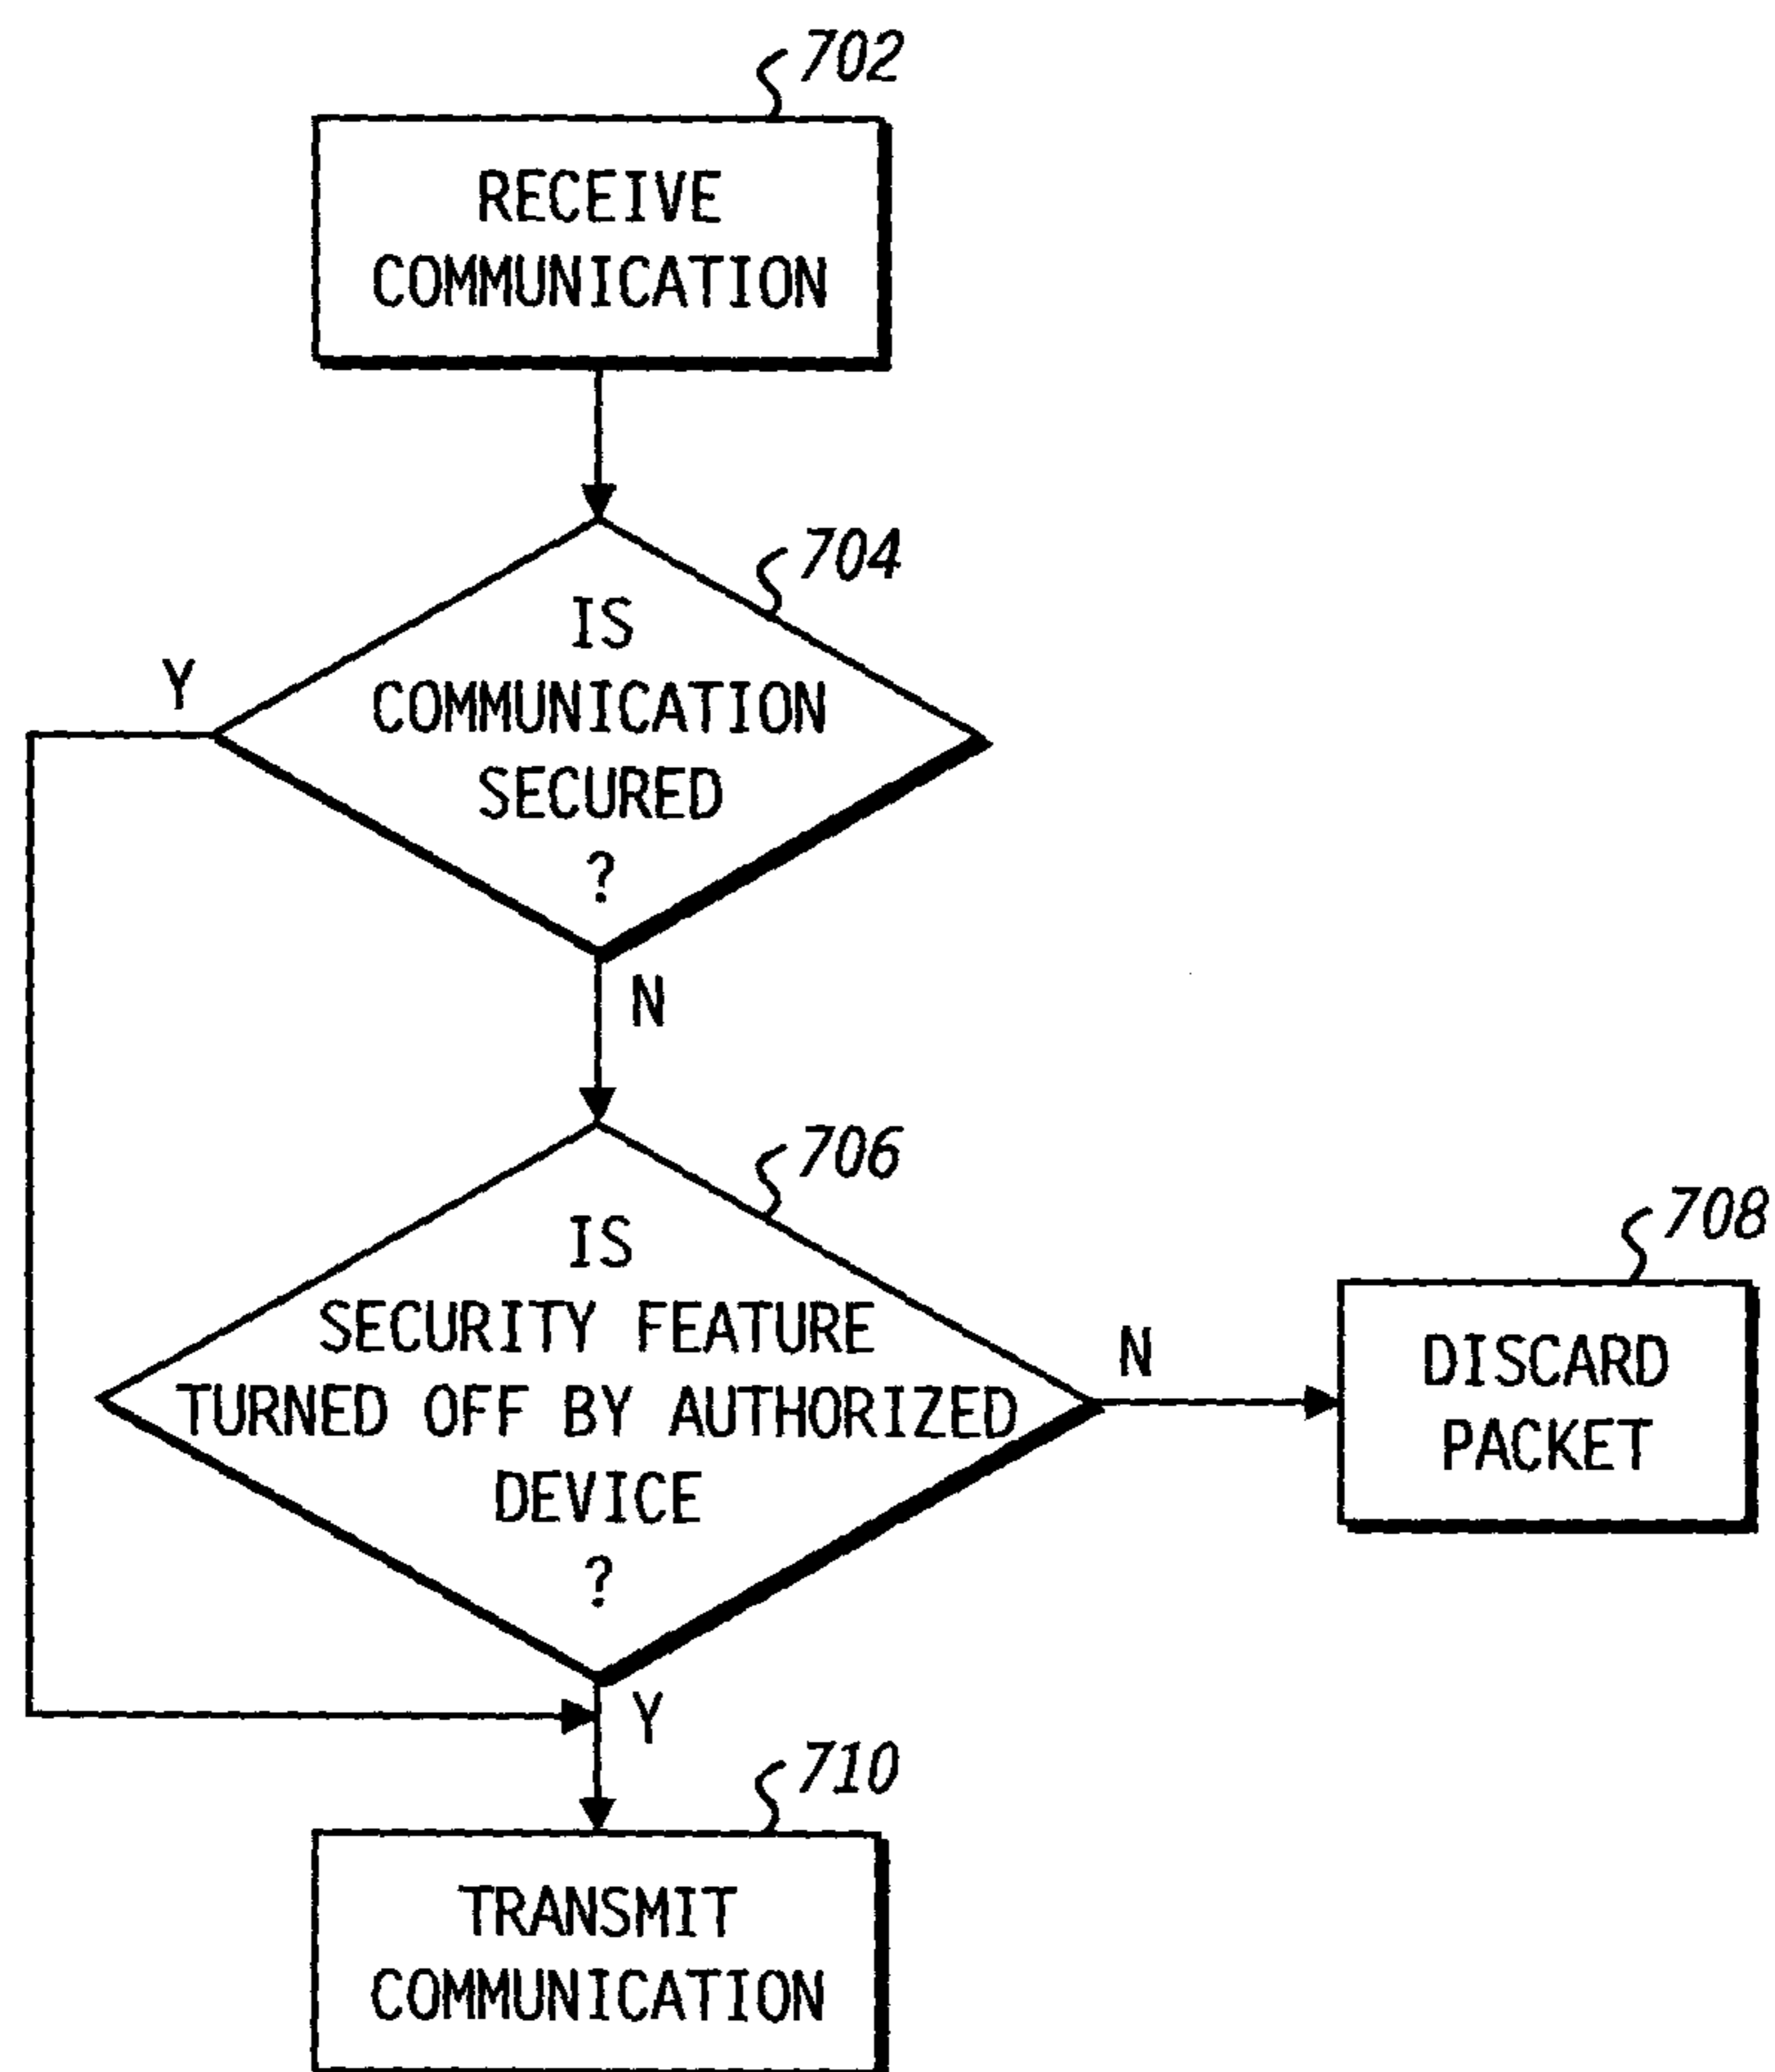 702
RECEIVE
COMMUNICATION
704
IS
COMMUNICATION
SECURED
?
Y
N
706
IS
SECURITY FEATURE
TURNED OFF BY AUTHORIZED
DEVICE
?
N
708
DISCARD
PACKET
Y
710
TRANSMIT
COMMUNICATION